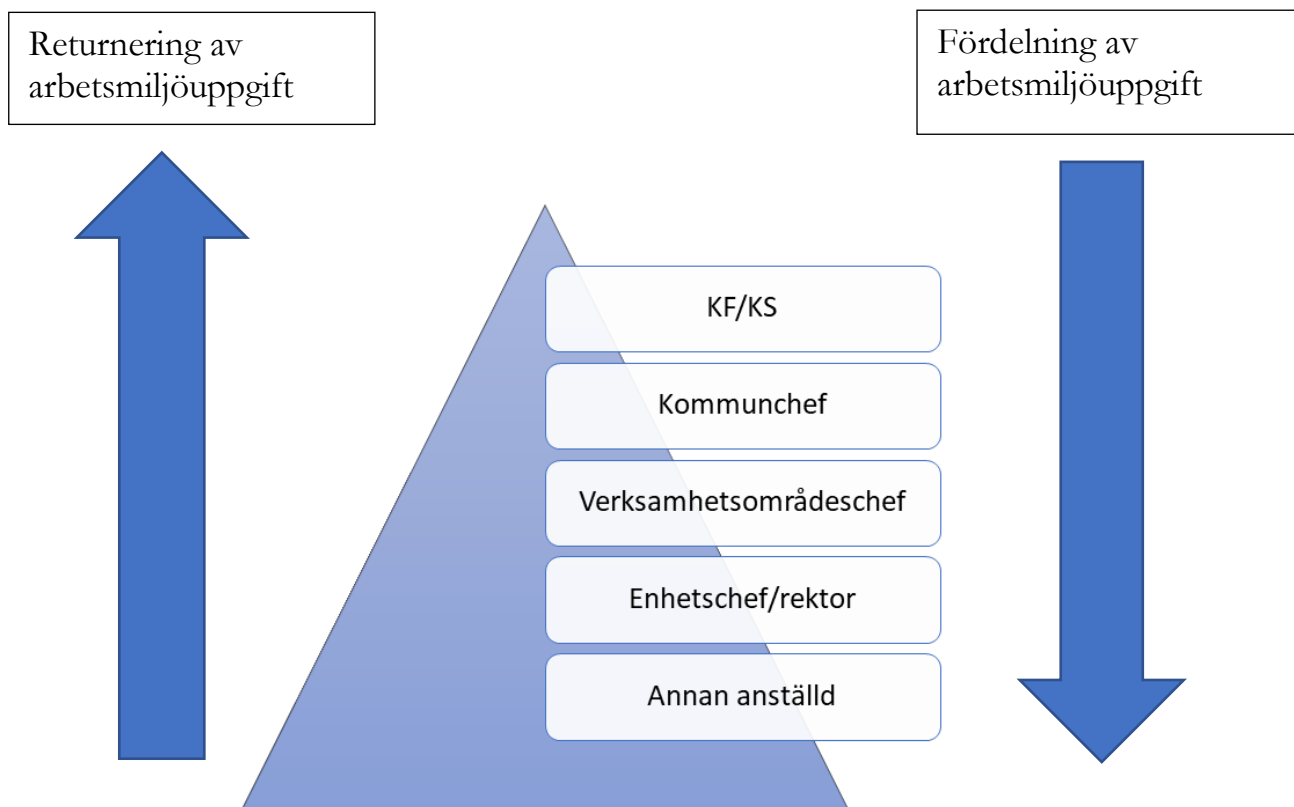 Returnering av
arbetsmiljöuppgift
Fördelning av
arbetsmiljöuppgift
KF/KS
Kommunchef
Verksamhetsområdeschef
Enhetschef/rektor
Annan anställd